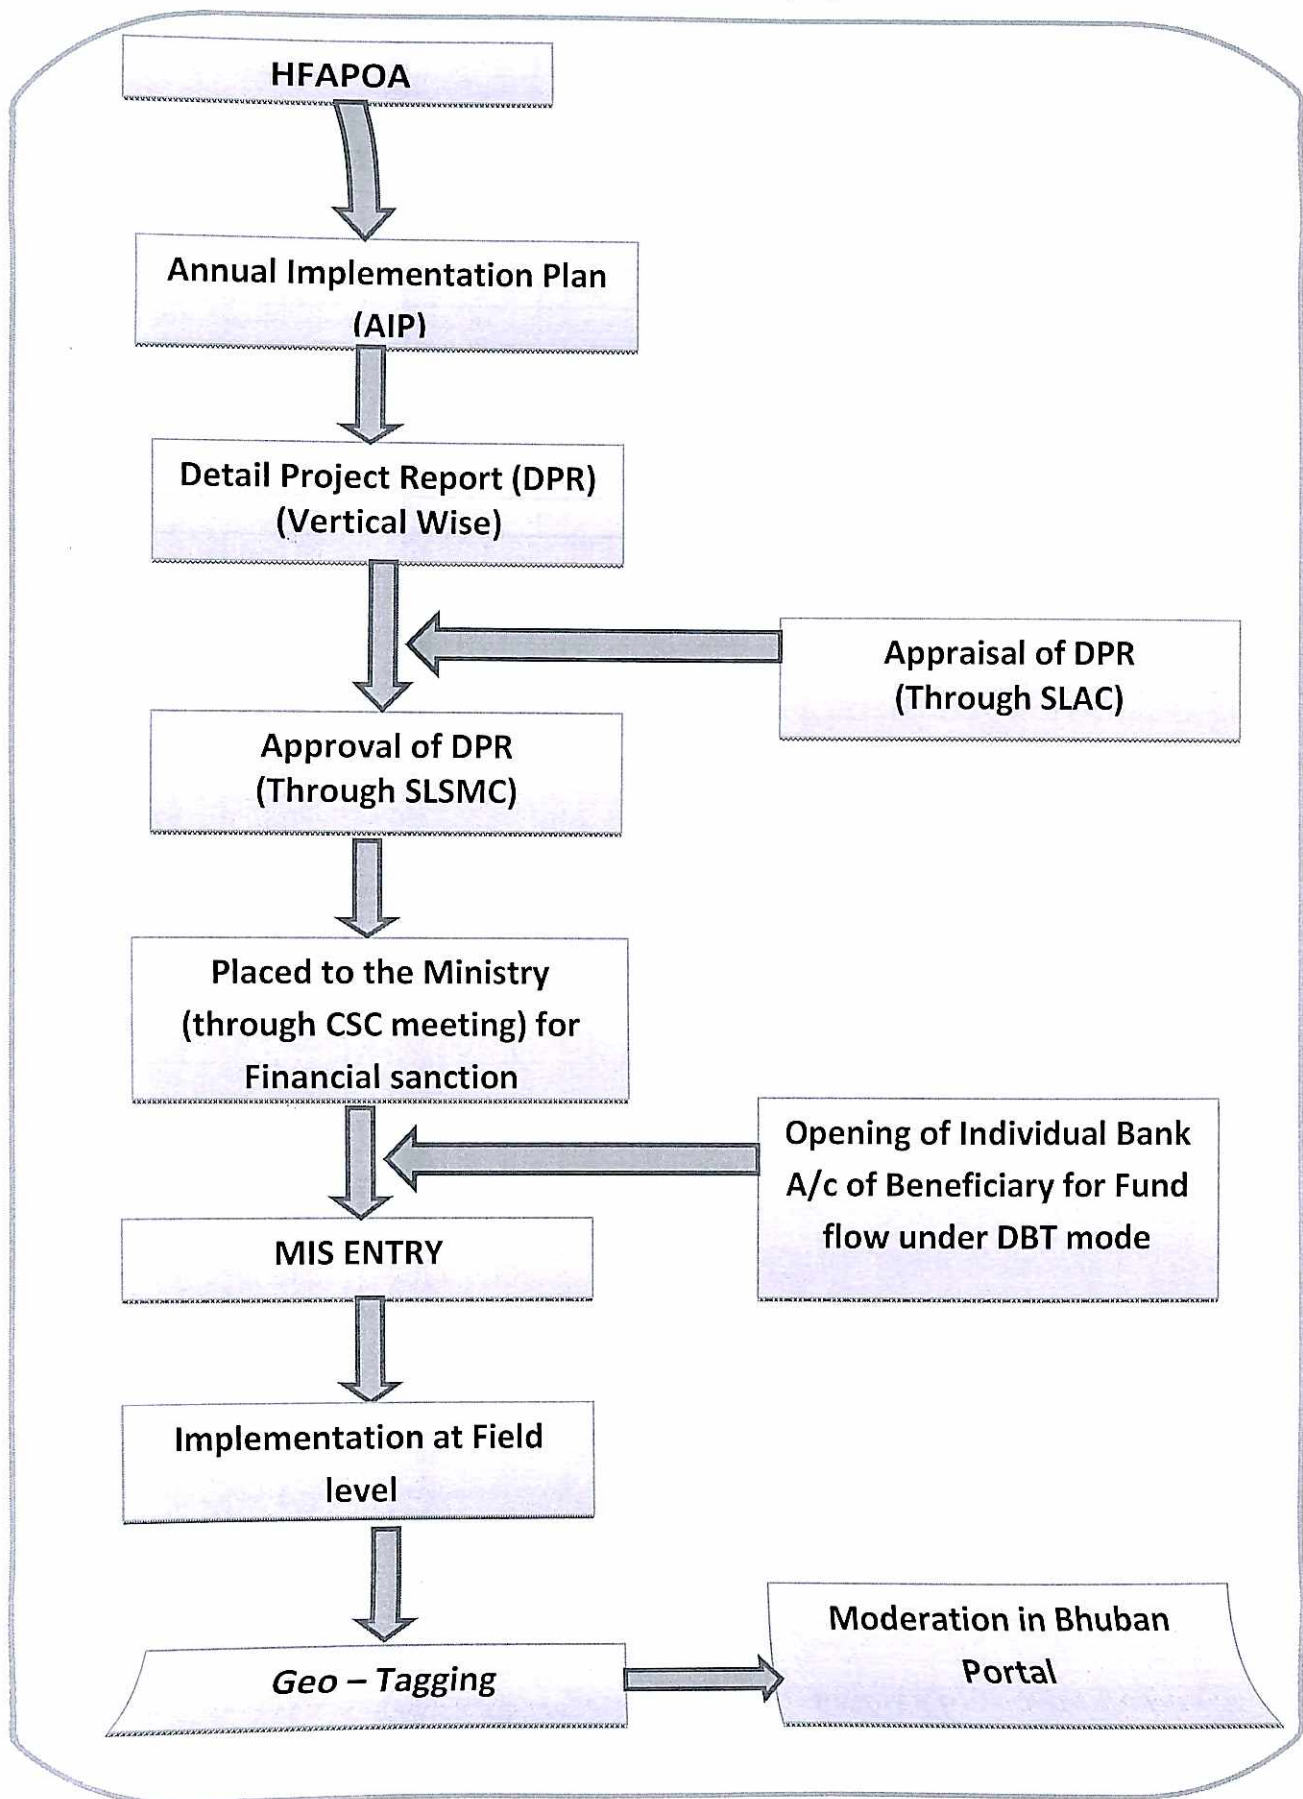 HFAPOA
Annual Implementation Plan
(AIP)
Detail Project Report (DPR)
(Vertical Wise)
Appraisal of DPR
(Through SLAC)
Approval of DPR
(Through SLSMC)
Placed to the Ministry
(through CSC meeting) for
Financial sanction
Opening of Individual Bank
A/c of Beneficiary for Fund
flow under DBT mode
MIS ENTRY
Implementation at Field
level
Geo – Tagging
Moderation in Bhuban
Portal